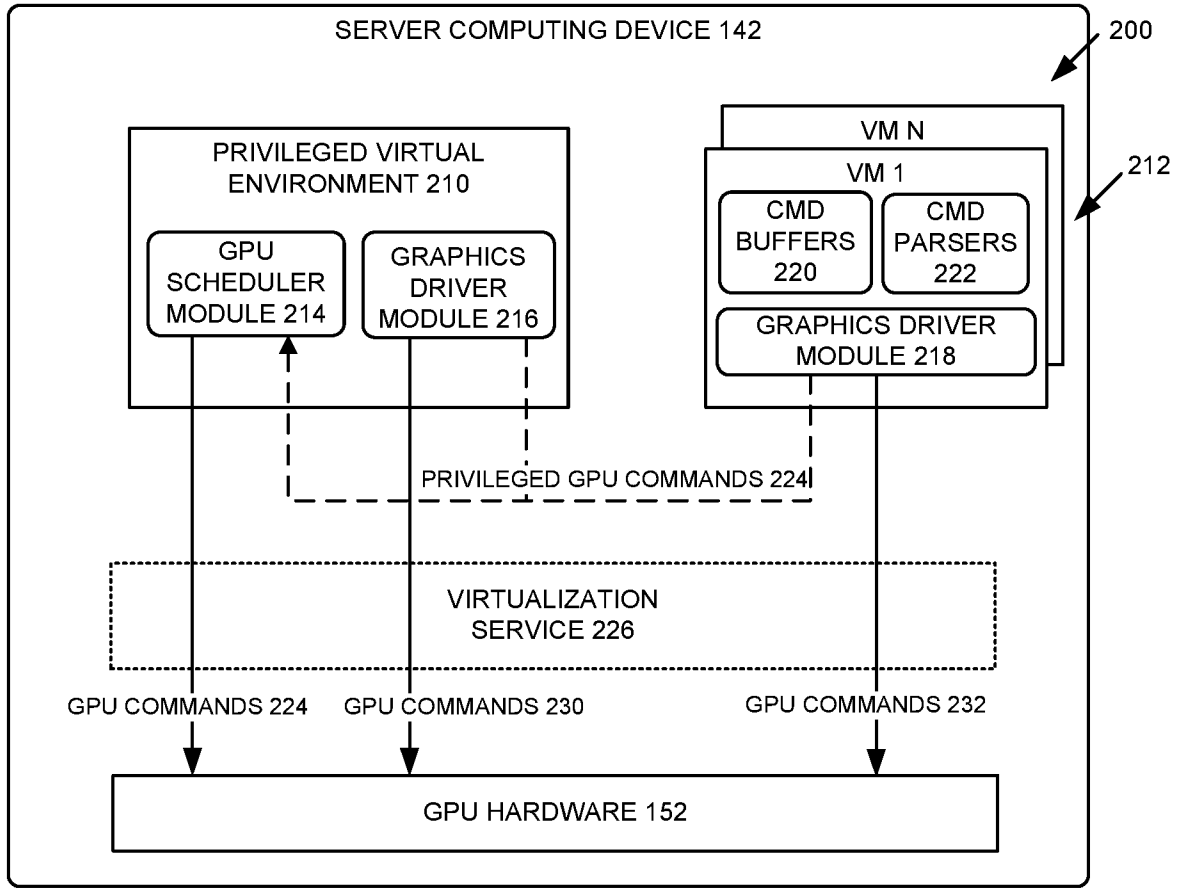 SERVER COMPUTING DEVICE 142
200
PRIVILEGED VIRTUAL
ENVIRONMENT 210
GPU
SCHEDULER
MODULE 214
GRAPHICS
DRIVER
MODULE 216
VM N
VM 1
212
CMD
BUFFERS
220
CMD
PARSERS
222
GRAPHICS DRIVER
MODULE 218
PRIVILEGED GPU COMMANDS 224
VIRTUALIZATION
SERVICE 226
GPU COMMANDS 224
GPU COMMANDS 230
GPU COMMANDS 232
GPU HARDWARE 152